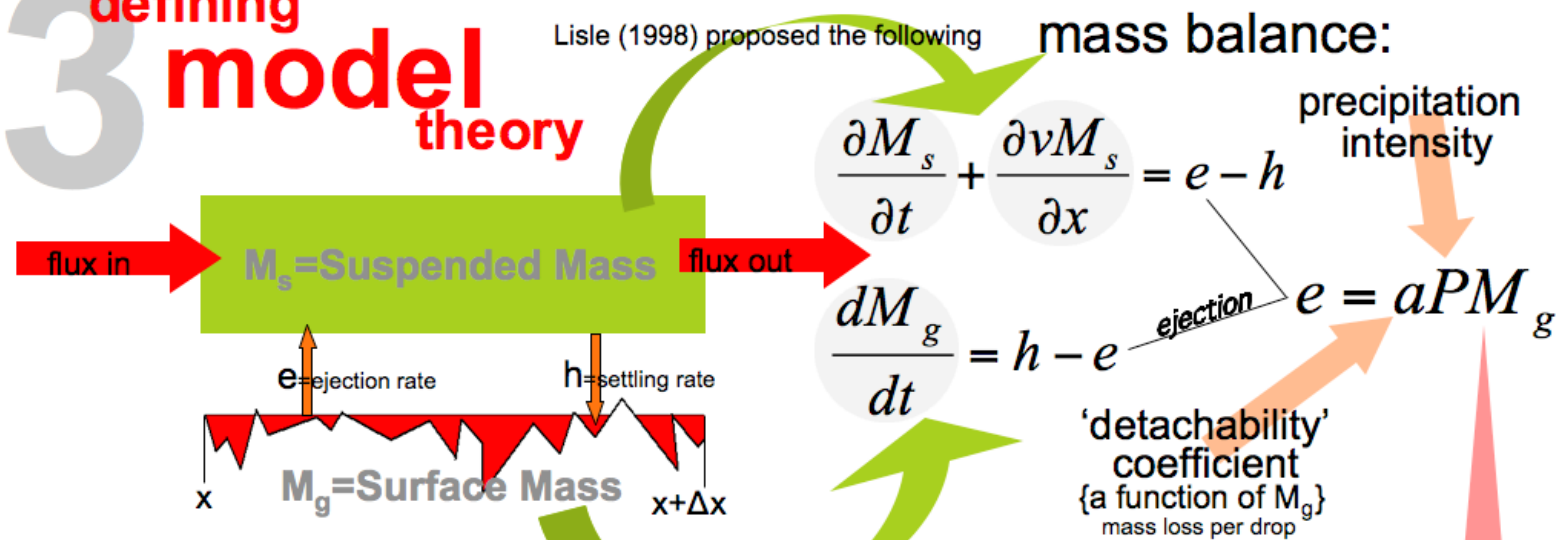 3 defining
model
theory
Lisle (1998) proposed the following
mass balance:
∂M_s/∂t + ∂vM_s/∂x = e − h
dM_g/dt = h − e
ejection
e = aPM_g
precipitation
intensity
'detachability'
coefficient
{a function of M_g}
mass loss per drop
flux in
M_s=Suspended Mass
flux out
e=ejection rate
h=settling rate
x
M_g=Surface Mass
x+Δx